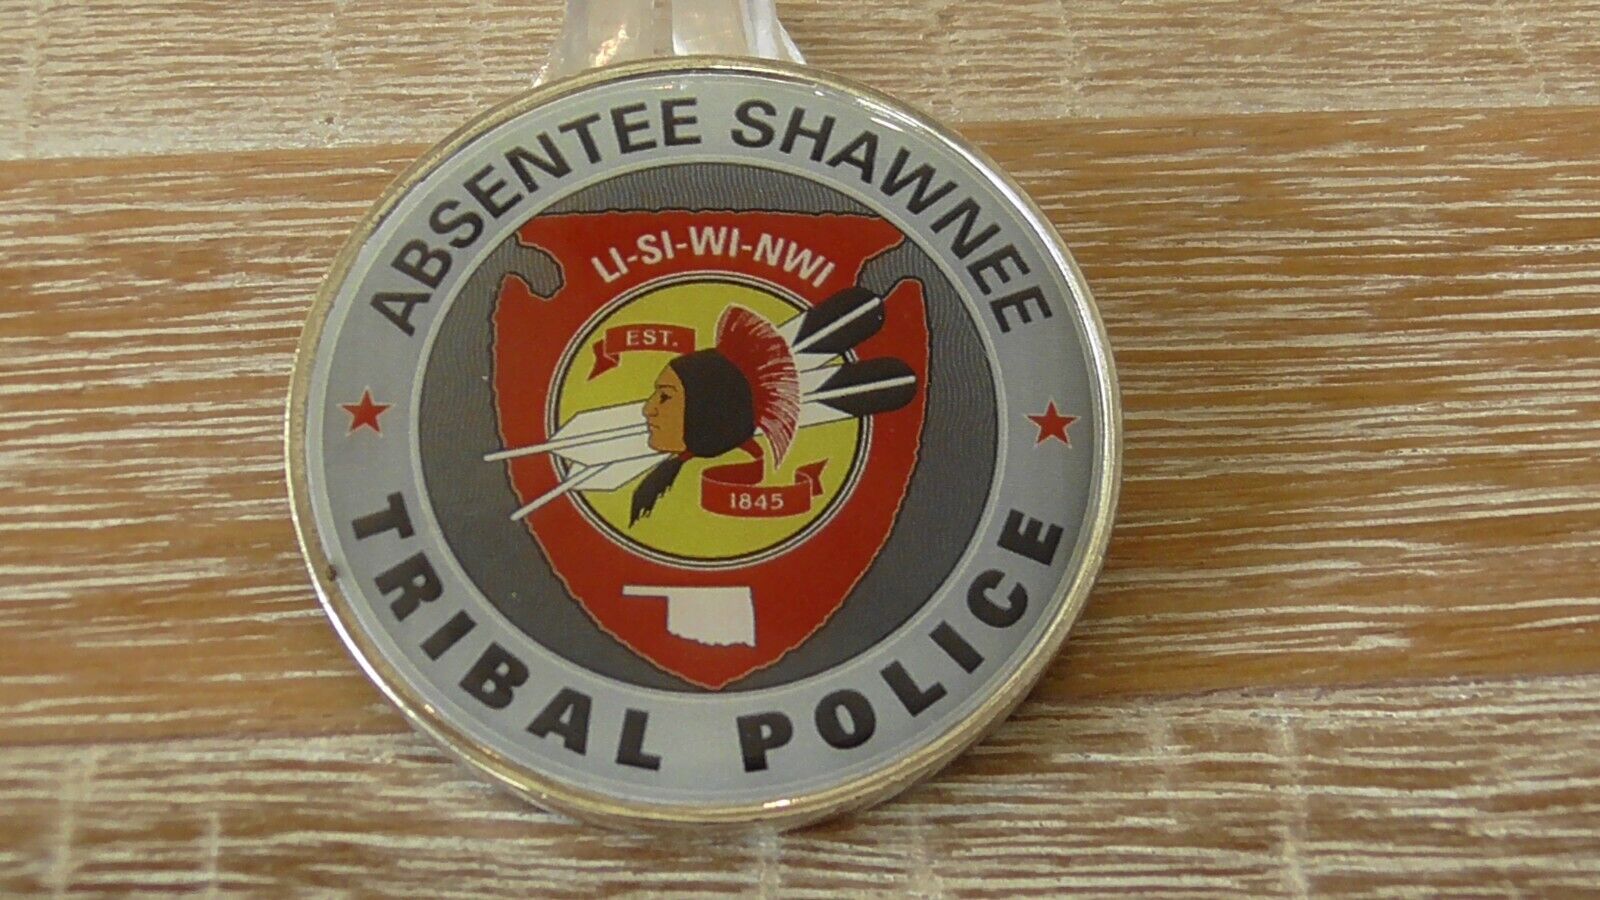 ABSENTEE SHAWNEE
LI-SI-WI-NWI
EST.
1845
TRIBAL POLICE